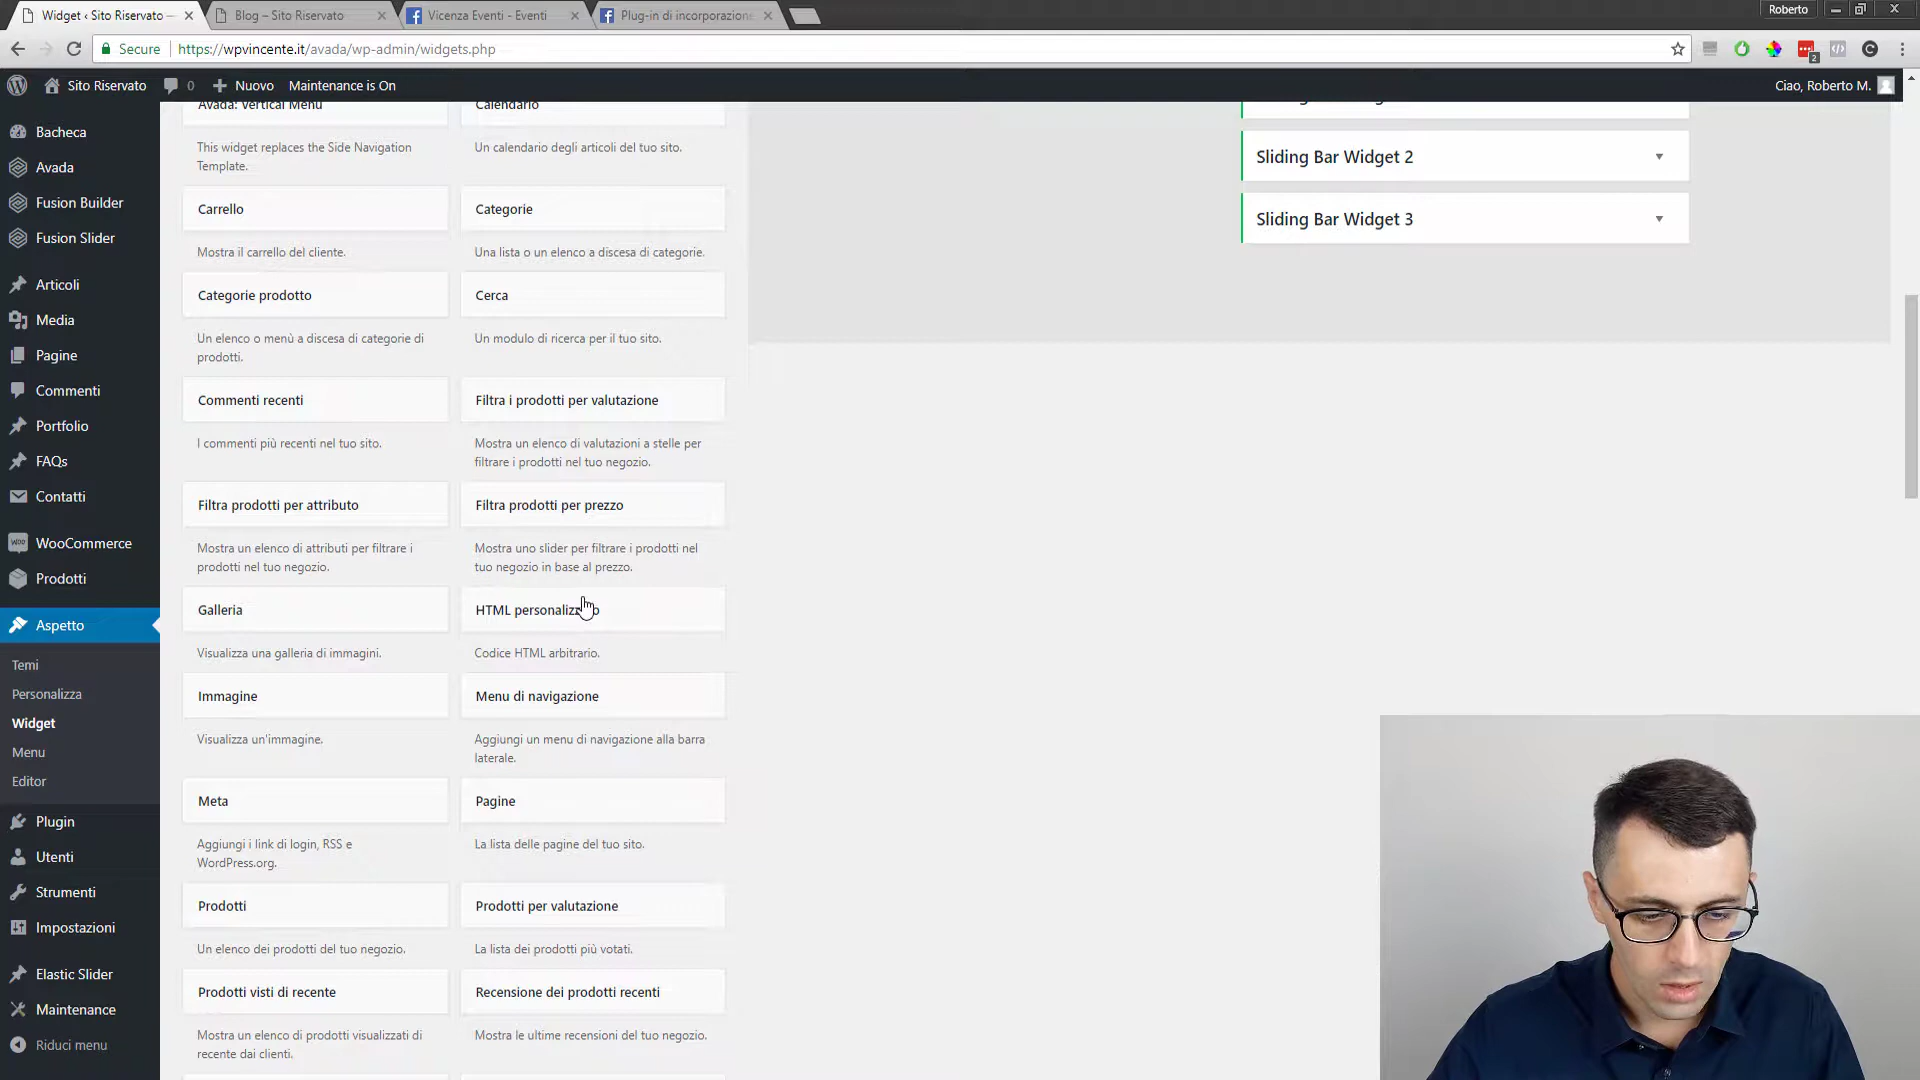 Widget ‹ Sito Riservato —
Blog – Sito Riservato
Vicenza Eventi - Eventi
Plug-in di incorporazione
Roberto
Secure
https://wpvincente.it/avada/wp-admin/widgets.php
2
Sito Riservato
0
Nuovo
Maintenance is On
Ciao, Roberto M.
Bacheca
Avada
Fusion Builder
Fusion Slider
Articoli
Media
Pagine
Commenti
Portfolio
FAQs
Contatti
WooCommerce
Prodotti
Aspetto
Temi
Personalizza
Widget
Menu
Editor
Plugin
Utenti
Strumenti
Impostazioni
Elastic Slider
Maintenance
Riduci menu
Avada: Vertical Menu
Calendario
This widget replaces the Side Navigation
Template.
Un calendario degli articoli del tuo sito.
Carrello
Categorie
Mostra il carrello del cliente.
Una lista o un elenco a discesa di categorie.
Categorie prodotto
Cerca
Un elenco o menù a discesa di categorie di
prodotti.
Un modulo di ricerca per il tuo sito.
Commenti recenti
Filtra i prodotti per valutazione
I commenti più recenti nel tuo sito.
Mostra un elenco di valutazioni a stelle per
filtrare i prodotti nel tuo negozio.
Filtra prodotti per attributo
Filtra prodotti per prezzo
Mostra un elenco di attributi per filtrare i
prodotti nel tuo negozio.
Mostra uno slider per filtrare i prodotti nel
tuo negozio in base al prezzo.
Galleria
HTML personalizzato
Visualizza una galleria di immagini.
Codice HTML arbitrario.
Immagine
Menu di navigazione
Visualizza un'immagine.
Aggiungi un menu di navigazione alla barra
laterale.
Meta
Pagine
Aggiungi i link di login, RSS e
WordPress.org.
La lista delle pagine del tuo sito.
Prodotti
Prodotti per valutazione
Un elenco dei prodotti del tuo negozio.
La lista dei prodotti più votati.
Prodotti visti di recente
Recensione dei prodotti recenti
Mostra un elenco di prodotti visualizzati di
recente dai clienti.
Mostra le ultime recensioni del tuo negozio.
Sliding Bar Widget 2
Sliding Bar Widget 3